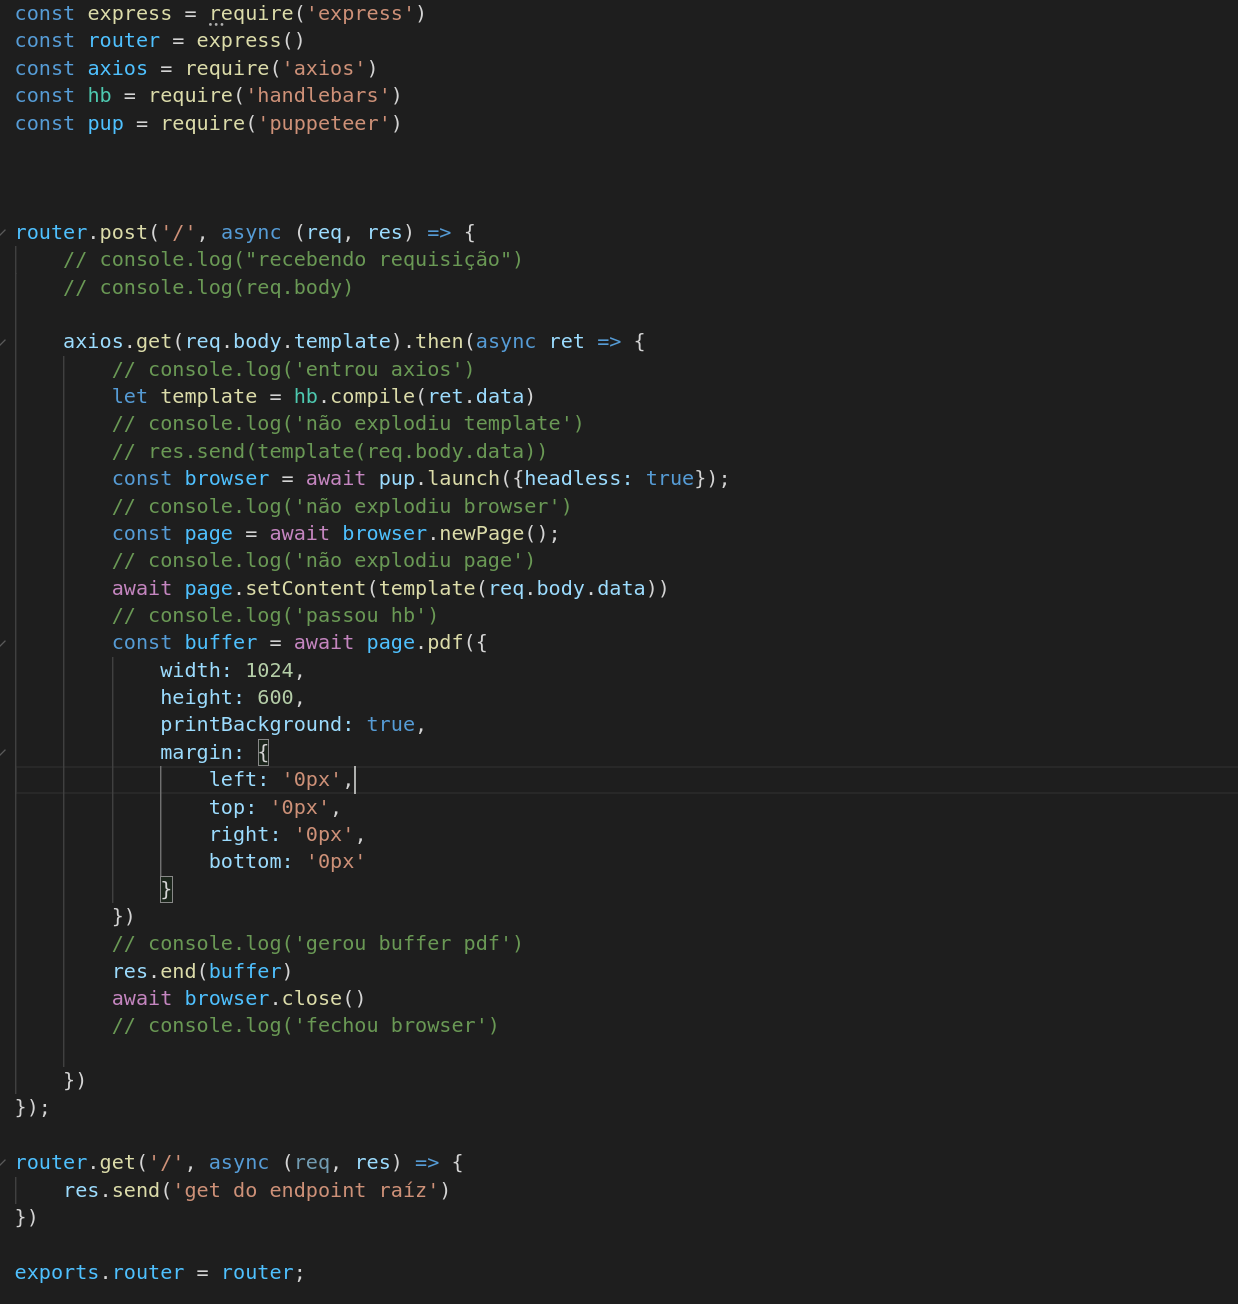 const express = require('express')
const router = express()
const axios = require('axios')
const hb = require('handlebars')
const pup = require('puppeteer')
router.post('/', async (req, res) => {
    // console.log("recebendo requisição")
    // console.log(req.body)
    axios.get(req.body.template).then(async ret => {
        // console.log('entrou axios')
        let template = hb.compile(ret.data)
        // console.log('não explodiu template')
        // res.send(template(req.body.data))
        const browser = await pup.launch({headless: true});
        // console.log('não explodiu browser')
        const page = await browser.newPage();
        // console.log('não explodiu page')
        await page.setContent(template(req.body.data))
        // console.log('passou hb')
        const buffer = await page.pdf({
            width: 1024,
            height: 600,
            printBackground: true,
            margin: {
                left: '0px',
                top: '0px',
                right: '0px',
                bottom: '0px'
            }
        })
        // console.log('gerou buffer pdf')
        res.end(buffer)
        await browser.close()
        // console.log('fechou browser')
    })
});
router.get('/', async (req, res) => {
    res.send('get do endpoint raíz')
})
exports.router = router;